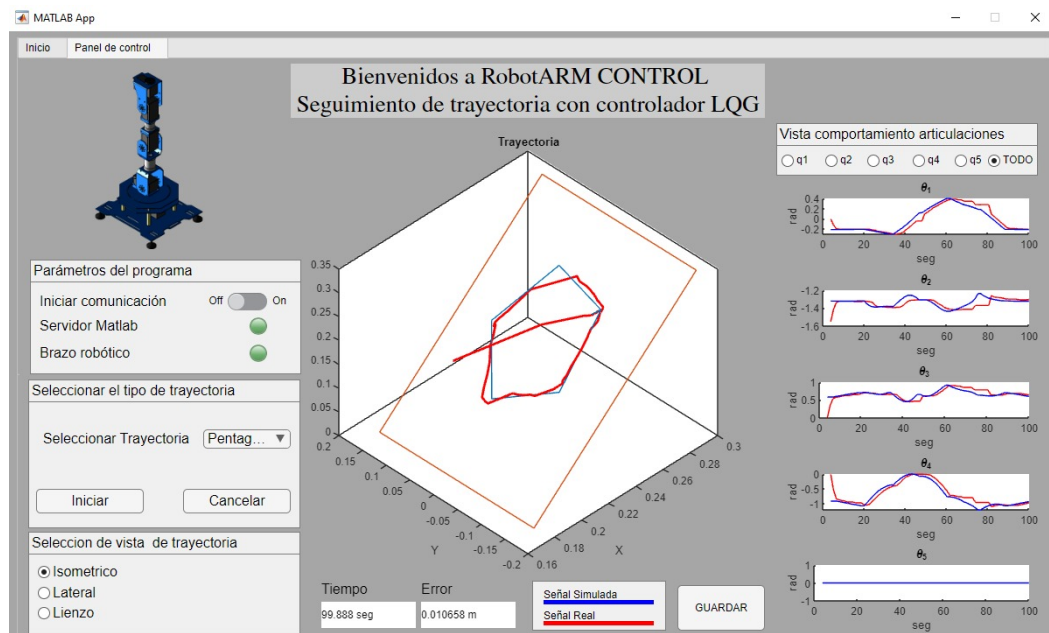 MATLAB App
Inicio
Panel de control
Bienvenidos a RobotARM CONTROL
Seguimiento de trayectoria con controlador LQG
Parámetros del programa
Iniciar comunicación
Off
On
Servidor Matlab
Brazo robótico
Seleccionar el tipo de trayectoria
Seleccionar Trayectoria
Pentag... ▼
Iniciar
Cancelar
Seleccion de vista de trayectoria
Isometrico
Lateral
Lienzo
Trayectoria
0.35
0.3
0.25
0.2
0.15
0.1
0.05
0
0.2
0.15
0.1
0.05
0
-0.05
-0.1
-0.15
-0.2
Y
0.16
0.18
0.2
0.22
0.24
0.26
0.28
0.3
X
Tiempo
99.888 seg
Error
0.010658 m
Señal Simulada
Señal Real
GUARDAR
Vista comportamiento articulaciones
q1 q2 q3 q4 q5 TODO
θ1
rad
0.4
0.2
0
-0.2
0 20 40 60 80 100
seg
θ2
rad
-1.2
-1.4
-1.6
0 20 40 60 80 100
seg
θ3
rad
1
0.5
0
0 20 40 60 80 100
seg
θ4
rad
0
-0.5
-1
0 20 40 60 80 100
seg
θ5
rad
1
0
-1
0 20 40 60 80 100
seg